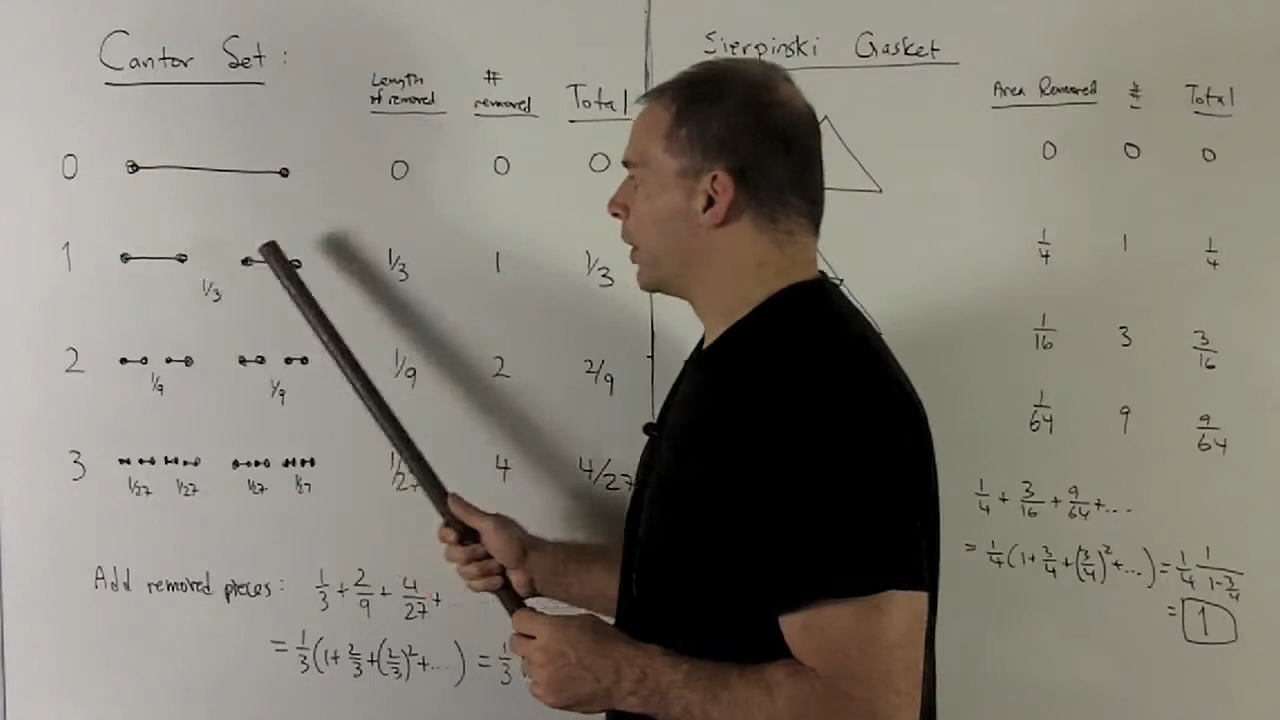 Cantor Set :
Length of removed # removed Total
0 0 0 0
1 1/3 1/3 1 1/3
2 1/9 1/9 1/9 2 2/9
3 1/27 1/27 1/27 1/27 1/27 4 4/27
Add removed pieces: 1/3 + 2/9 + 4/27 +
= 1/3 (1 + 2/3 + (2/3)² + ...) = 1/3
Sierpinski Gasket
Area Removed # Total
0 0 0
1/4 1 1/4
1/16 3 3/16
1/64 9 9/64
1/4 + 3/16 + 9/64 + ...
= 1/4 (1 + 3/4 + (3/4)² + ...) = 1/4 1/(1-3/4)
= 1